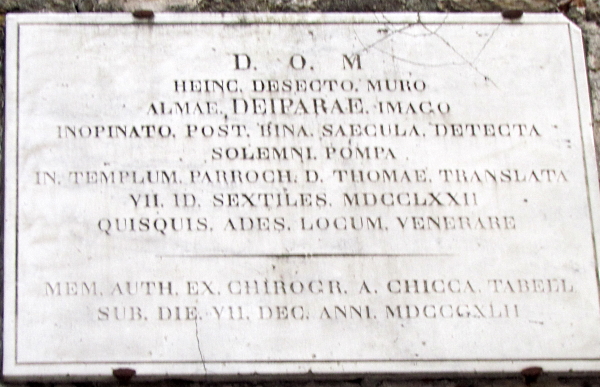 D. O. M
HEINC. DESECTO. MURO
ALMAE. DEIPARAE. IMAGO
INOPINATO. POST. BINA. SAECULA. DETECTA
SOLEMNI. POMPA
IN. TEMPLUM. PARROCH. D. THOMAE. TRANSLATA
VII. ID. SEXTILES. MDCCLXXII
QUISQUIS. ADES. LOCUM. VENERARE
MEM. AUTH. EX. CHIROGR. A. CHICCA. TABELL
SUB. DIE. VII. DEC. ANNI. MDCCCXLII